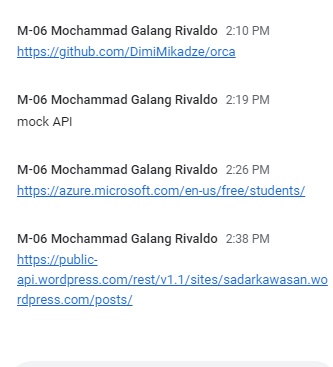 M-06 Mochammad Galang Rivaldo 2:10 PM
https://github.com/DimiMikadze/orca
M-06 Mochammad Galang Rivaldo 2:19 PM
mock API
M-06 Mochammad Galang Rivaldo 2:26 PM
https://azure.microsoft.com/en-us/free/students/
M-06 Mochammad Galang Rivaldo 2:38 PM
https://public-
api.wordpress.com/rest/v1.1/sites/sadarkawasan.wo
rdpress.com/posts/